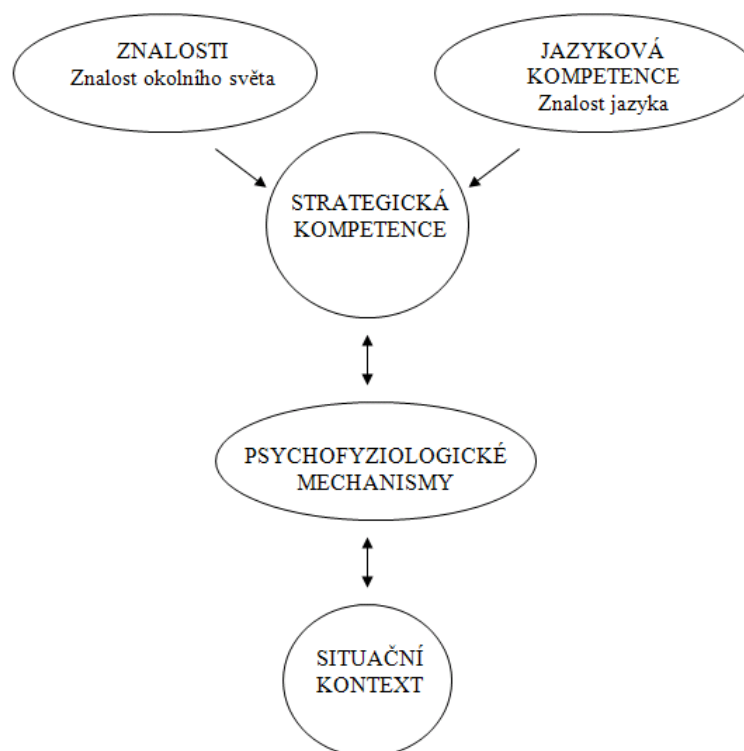 ZNALOSTI
Znalost okolního světa
JAZYKOVÁ
KOMPETENCE
Znalost jazyka
STRATEGICKÁ
KOMPETENCE
PSYCHOFYZIOLOGICKÉ
MECHANISMY
SITUAČNÍ
KONTEXT